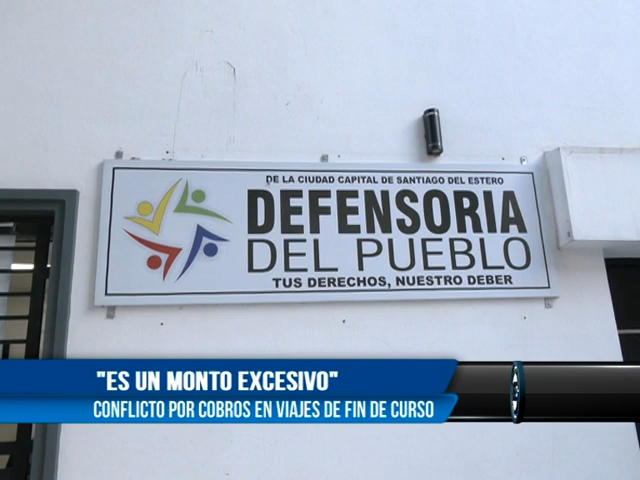 DE LA CIUDAD CAPITAL DE SANTIAGO DEL ESTERO
DEFENSORIA
DEL PUEBLO
TUS DERECHOS, NUESTRO DEBER
"ES UN MONTO EXCESIVO"
CONFLICTO POR COBROS EN VIAJES DE FIN DE CURSO